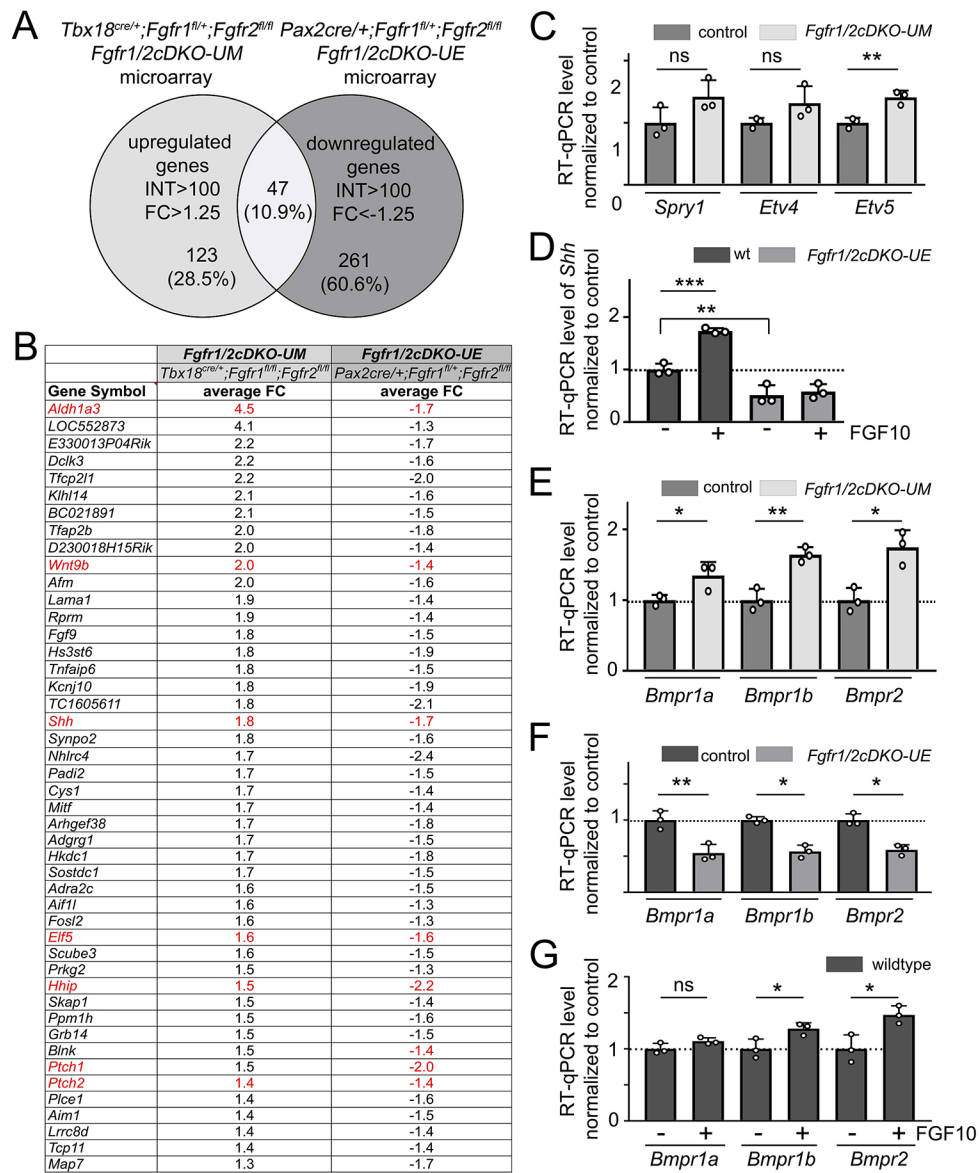 A
Tbx18cre/+;Fgfr1fl/+;Fgfr2fl/fl Pax2cre/+;Fgfr1fl/+;Fgfr2fl/fl
Fgfr1/2cDKO-UM Fgfr1/2cDKO-UE
microarray microarray
upregulated genes INT>100 FC>1.25
123 (28.5%)
47 (10.9%)
downregulated genes INT>100 FC<-1.25
261 (60.6%)
B
Fgfr1/2cDKO-UM Fgfr1/2cDKO-UE
Tbx18cre/+;Fgfr1fl/fl;Fgfr2fl/fl Pax2cre/+;Fgfr1fl/+;Fgfr2fl/fl
Gene Symbol average FC average FC
Aldh1a3 4.5 -1.7
LOC552873 4.1 -1.3
E330013P04Rik 2.2 -1.7
Dclk3 2.2 -1.6
Tfcp2l1 2.2 -2.0
Klhl14 2.1 -1.6
BC021891 2.1 -1.5
Tfap2b 2.0 -1.8
D230018H15Rik 2.0 -1.4
Wnt9b 2.0 -1.4
Afm 2.0 -1.6
Lama1 1.9 -1.4
Rprm 1.9 -1.4
Fgf9 1.8 -1.5
Hs3st6 1.8 -1.9
Tnfaip6 1.8 -1.5
Kcnj10 1.8 -1.9
TC1605611 1.8 -2.1
Shh 1.8 -1.7
Synpo2 1.8 -1.6
Nhlrc4 1.7 -2.4
Padi2 1.7 -1.5
Cys1 1.7 -1.4
Mitf 1.7 -1.4
Arhgef38 1.7 -1.8
Adgrg1 1.7 -1.5
Hkdc1 1.7 -1.8
Sostdc1 1.7 -1.5
Adra2c 1.6 -1.5
Aif1l 1.6 -1.3
Fosl2 1.6 -1.3
Elf5 1.6 -1.6
Scube3 1.6 -1.5
Prkg2 1.5 -1.3
Hhip 1.5 -2.2
Skap1 1.5 -1.4
Ppm1h 1.5 -1.6
Grb14 1.5 -1.5
Blnk 1.5 -1.4
Ptch1 1.5 -2.0
Ptch2 1.4 -1.4
Plce1 1.4 -1.6
Aim1 1.4 -1.5
Lrrc8d 1.4 -1.4
Tcp11 1.4 -1.4
Map7 1.3 -1.7
C
control Fgfr1/2cDKO-UM
RT-qPCR level
normalized to control
2
1
0
ns ns **
Spry1 Etv4 Etv5
D
wt Fgfr1/2cDKO-UE
RT-qPCR level of Shh
normalized to control
2
1
0
***
**
- + - + FGF10
E
control Fgfr1/2cDKO-UM
RT-qPCR level
normalized to control
2
1
0
* ** *
Bmpr1a Bmpr1b Bmpr2
F
control Fgfr1/2cDKO-UE
RT-qPCR level
normalized to control
1
** * *
Bmpr1a Bmpr1b Bmpr2
G
wildtype
RT-qPCR level
normalized to control
2
1
0
ns * *
- + - + - + FGF10
Bmpr1a Bmpr1b Bmpr2